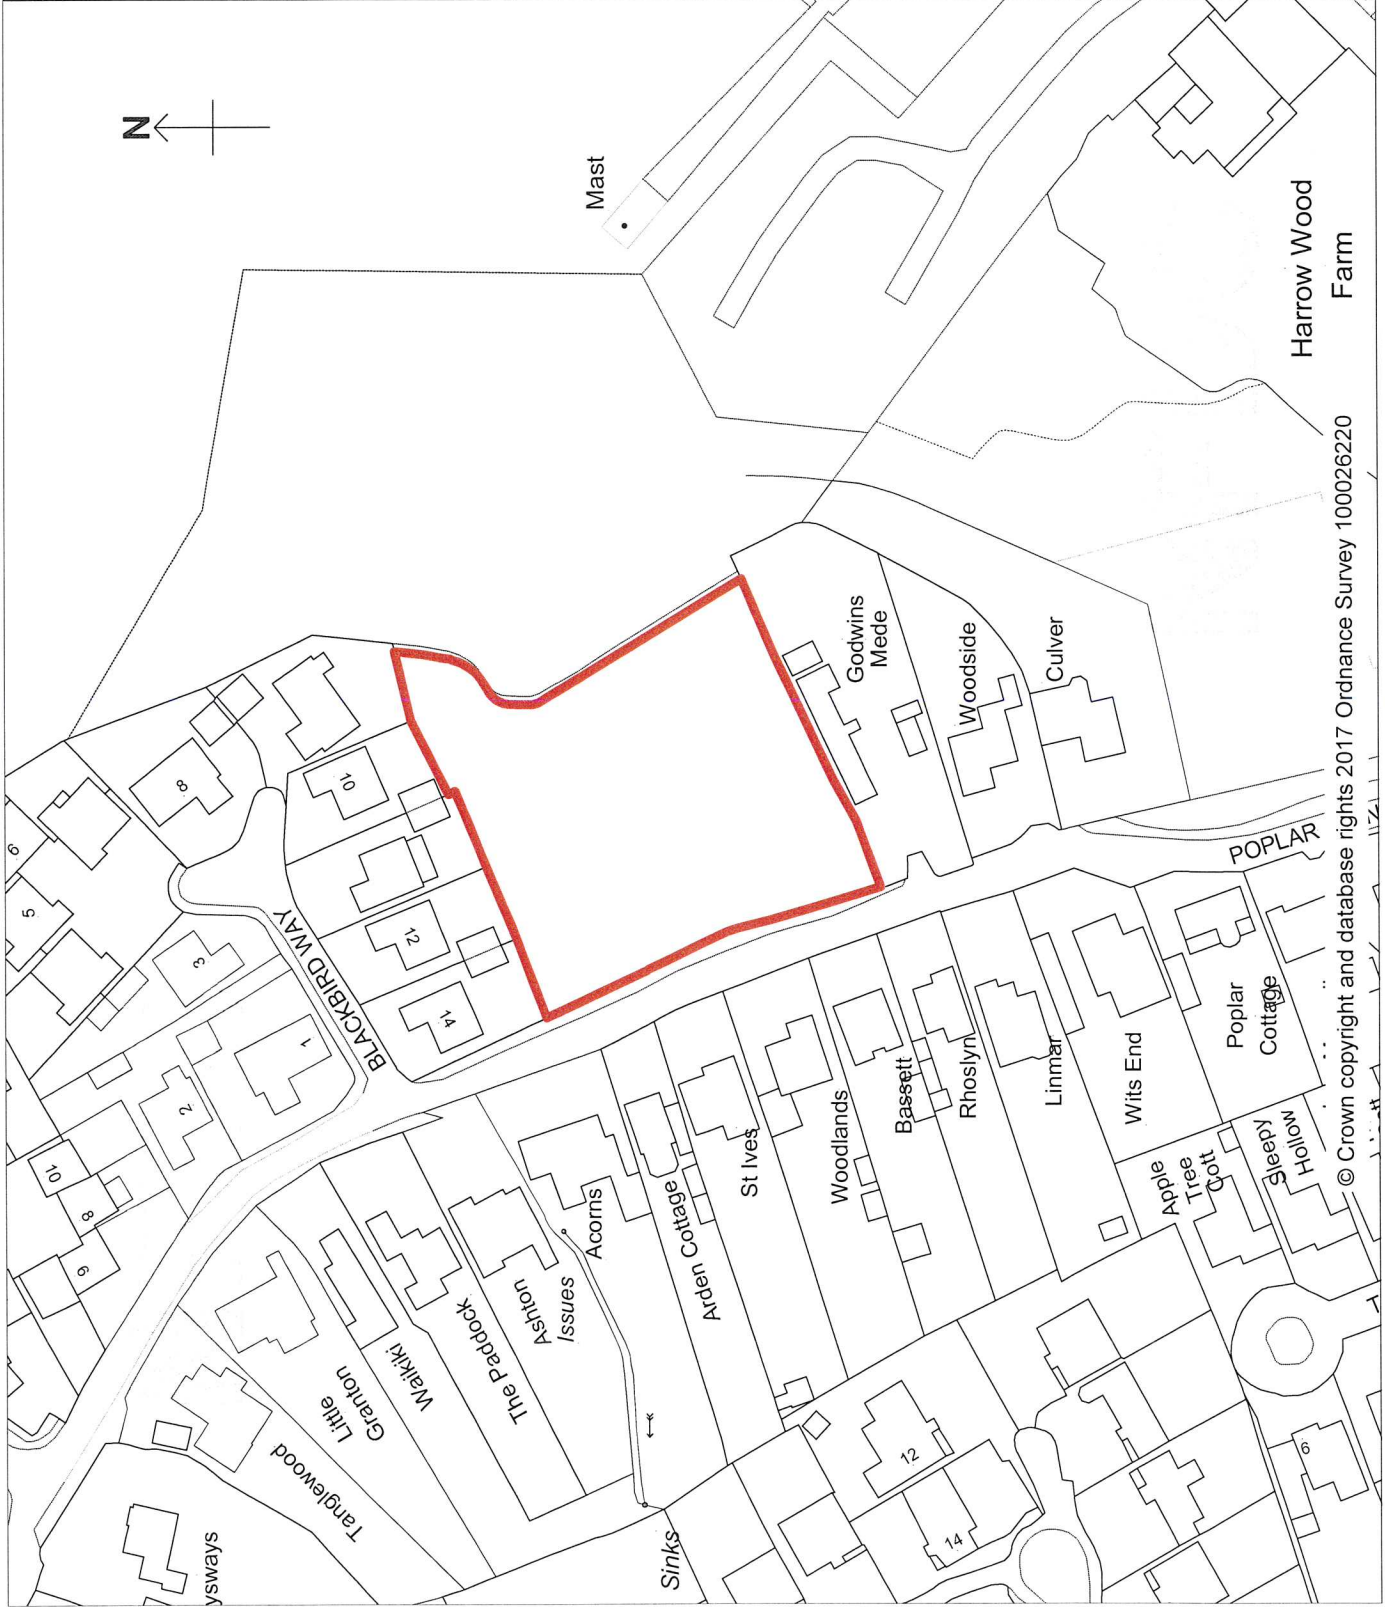 N
Mast
Harrow Wood
Farm
6
5
8
10
3
BLACKBIRD WAY
12
14
1
2
10
8
6
Godwins
Mede
Woodside
Culver
POPLAR
Acorns
Arden Cottage
St Ives
Woodlands
Bassett
Rhoslyn
Linmar
Wits End
Poplar
Cottage
Apple
Tree
Cott
Sleepy
Hollow
Ashton
Issues
The Paddock
Waikiki
Little
Granton
Tanglewood
ysways
Sinks
12
14
6
© Crown copyright and database rights 2017 Ordnance Survey 100026220